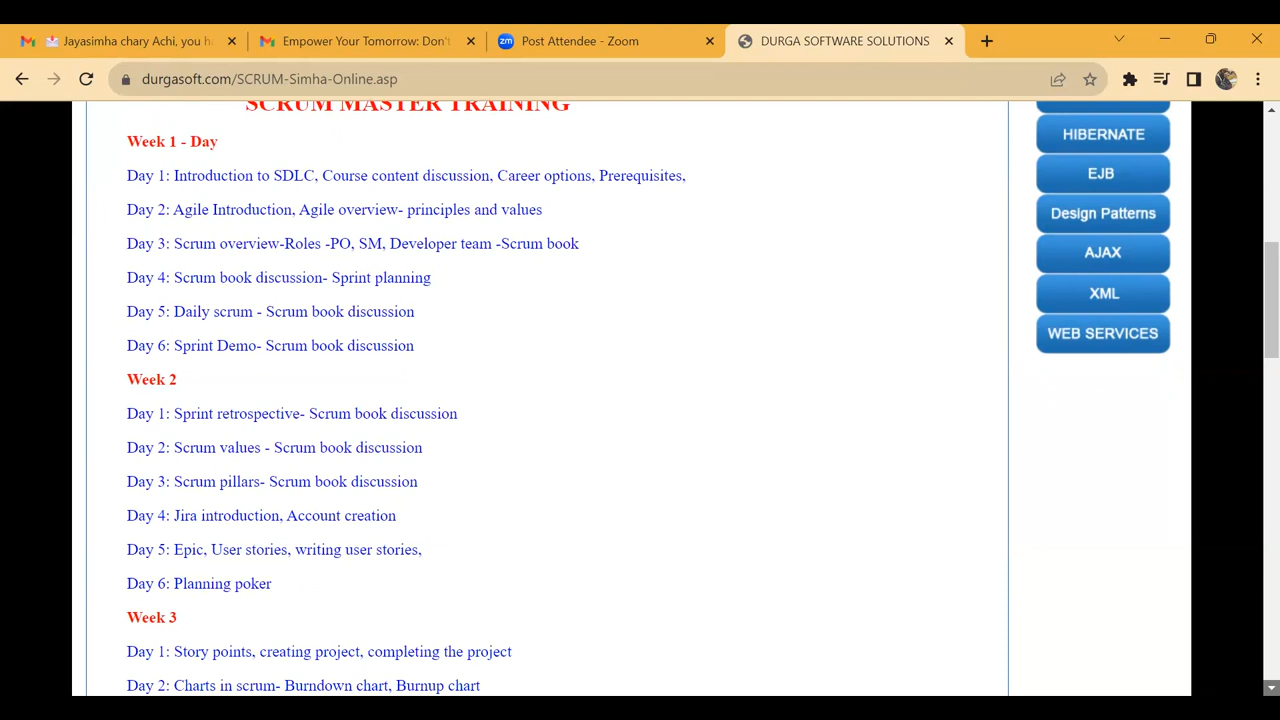 Jayasimha chary Achi, you h
Empower Your Tomorrow: Don't
zm
Post Attendee - Zoom
DURGA SOFTWARE SOLUTIONS
durgasoft.com/SCRUM-Simha-Online.asp
SCRUM MASTER TRAINING
Week 1 - Day
Day 1: Introduction to SDLC, Course content discussion, Career options, Prerequisites,
Day 2: Agile Introduction, Agile overview- principles and values
Day 3: Scrum overview-Roles -PO, SM, Developer team -Scrum book
Day 4: Scrum book discussion- Sprint planning
Day 5: Daily scrum - Scrum book discussion
Day 6: Sprint Demo- Scrum book discussion
Week 2
Day 1: Sprint retrospective- Scrum book discussion
Day 2: Scrum values - Scrum book discussion
Day 3: Scrum pillars- Scrum book discussion
Day 4: Jira introduction, Account creation
Day 5: Epic, User stories, writing user stories,
Day 6: Planning poker
Week 3
Day 1: Story points, creating project, completing the project
Day 2: Charts in scrum- Burndown chart, Burnup chart
HIBERNATE
EJB
Design Patterns
AJAX
XML
WEB SERVICES